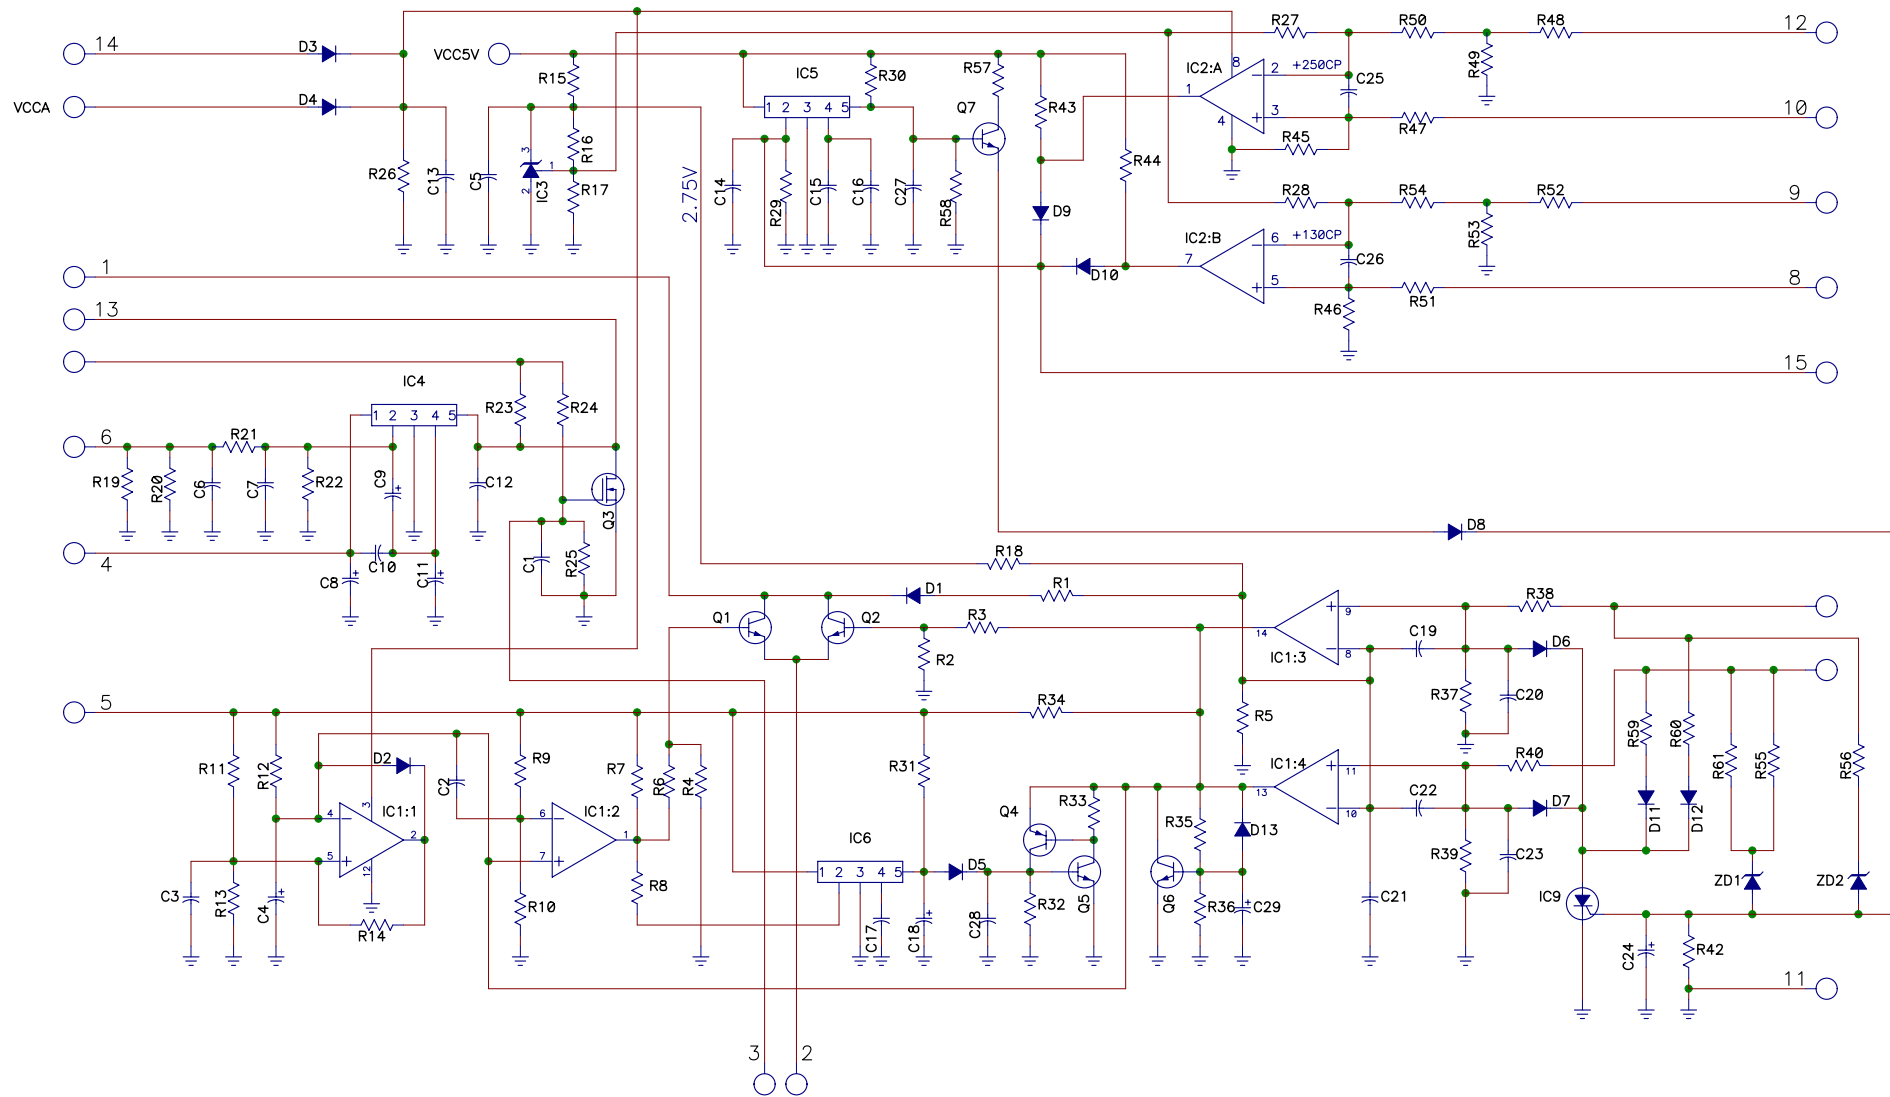 14
D3
VCC5V
R15
IC5
R30
R57
Q7
R43
R27
R50
R48
12
8
IC2:A
2
+250CP
C25
R49
1
VCCA
D4
1 2 3 4 5
4
3
R45
R47
10
R16
3
1
2
IC3
R26
C13
C5
R17
2.75V
C14
R29
C15
C16
C27
R58
D9
R44
R28
R54
R52
9
IC2:B
6
+130CP
C26
R53
7
5
D10
R46
R51
8
1
13
15
IC4
1 2 3 4 5
R23
R24
6
R21
R19
R20
C6
C7
R22
C9
+
C12
Q3
D8
4
C8
+
C10
C11
+
C1
R25
R18
D1
R1
Q1
Q2
R3
R2
14
9
8
IC1:3
R38
C19
D6
R37
C20
5
R34
R5
R11
R12
D2
C2
R9
R7
R6
R4
R31
IC1:4
11
10
13
R40
R59
R60
R61
R55
R56
C22
D7
D11
D12
4
3
IC1:1
2
5
12
6
IC1:2
1
7
Q4
R33
R35
D13
IC6
1 2 3 4 5
D5
R39
C23
C3
R13
C4
+
R14
R10
R8
C17
C18
+
C28
R32
Q5
Q6
R36
+
C29
C21
IC9
ZD1
ZD2
C24
+
R42
11
3
2